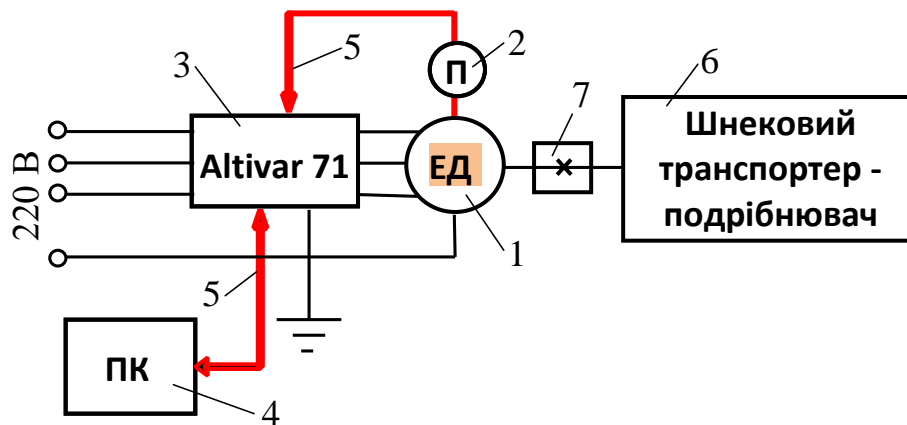 5
2
3
П
6
7
220 В
Altivar 71
ЕД
×
Шнековий
транспортер -
подрібнювач
1
5
ПК
4